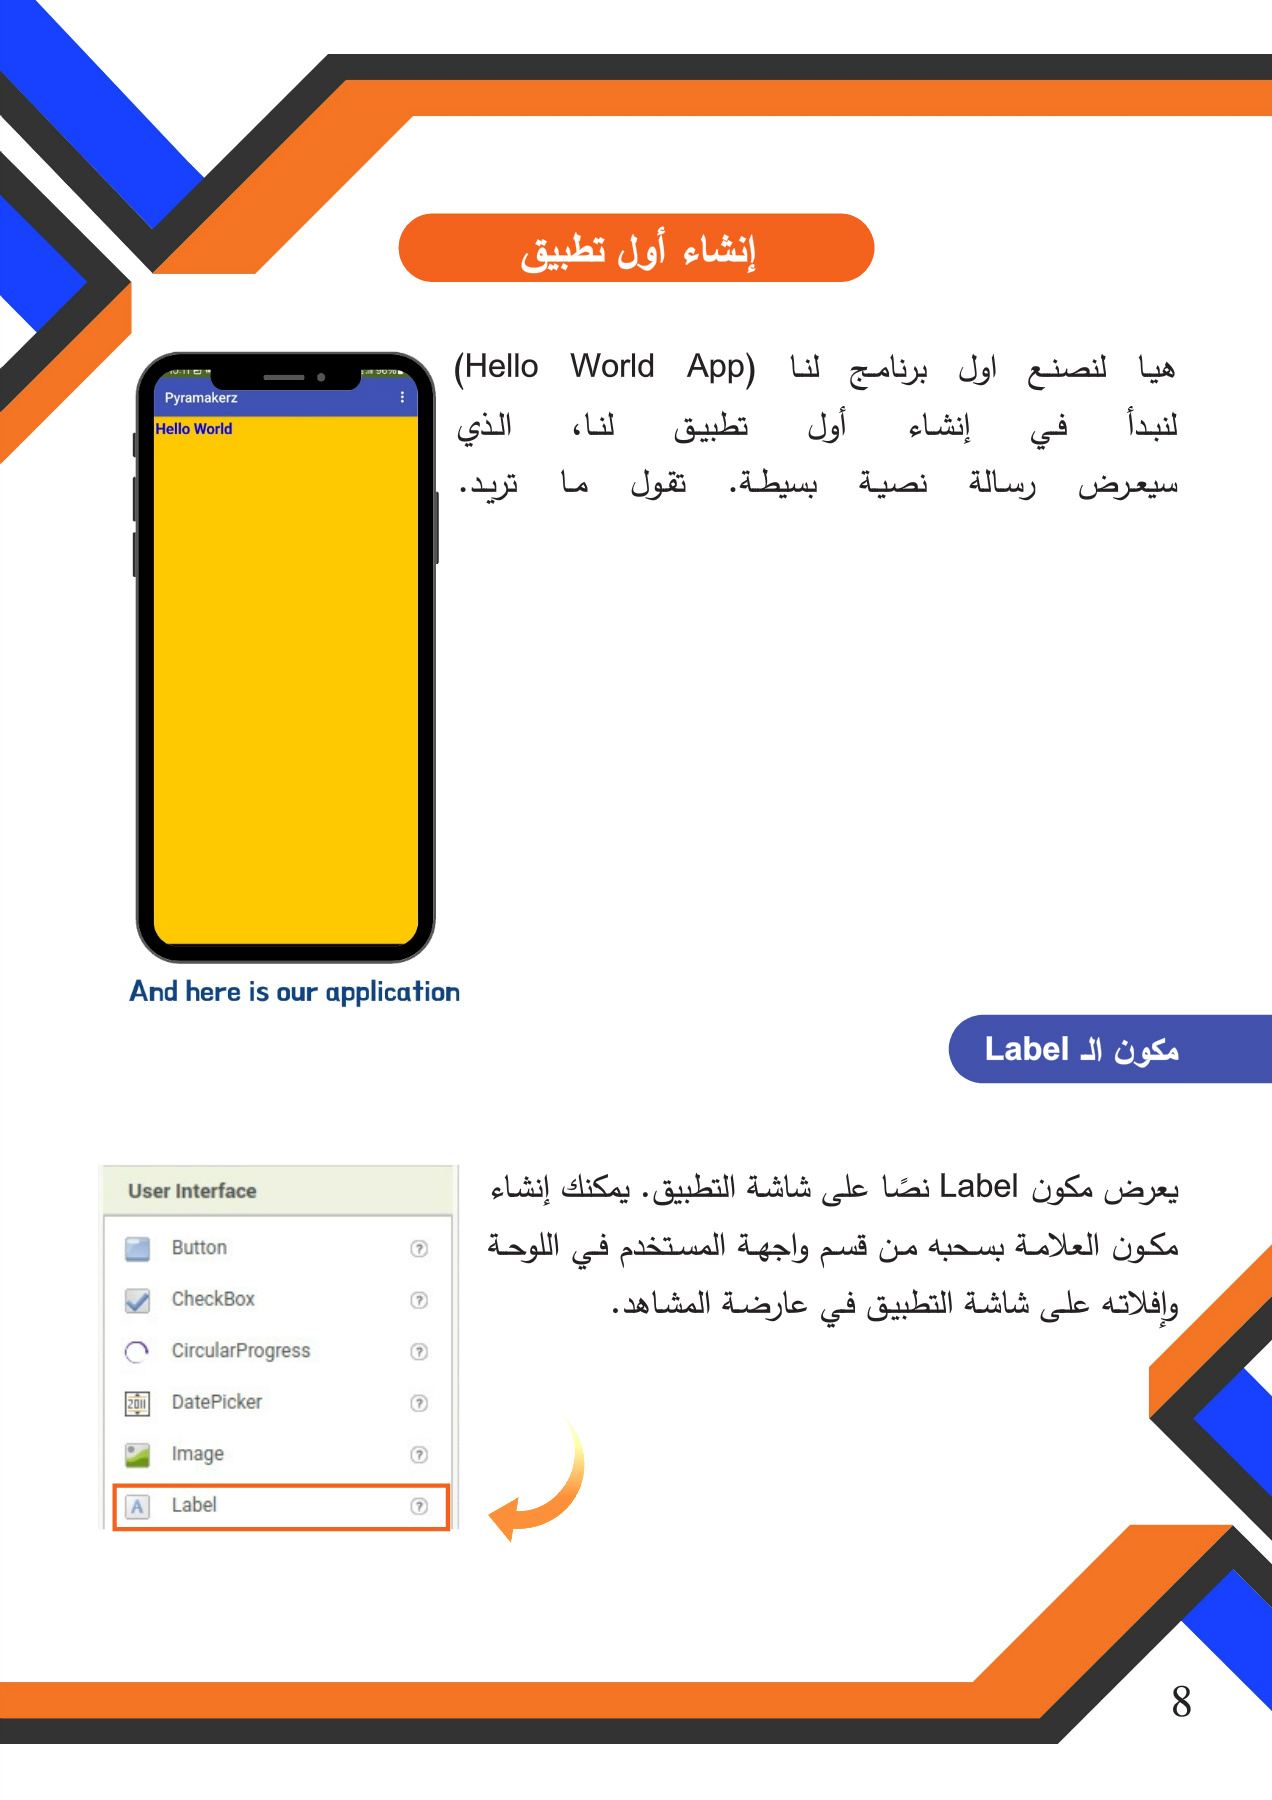 إنشاء أول تطبيق
هيا لنصنع اول برنامج لنا (Hello World App)
لنبدأ في إنشاء أول تطبيق لنا، الذي
سيعرض رسالة نصية بسيطة. تقول ما تريد.
Pyramakerz
Hello World
And here is our application
مكون الـ Label
يعرض مكون Label نصًا على شاشة التطبيق. يمكنك إنشاء
مكون العلامة بسحبه من قسم واجهة المستخدم في اللوحة
وإفلاته على شاشة التطبيق في عارضة المشاهد.
User Interface
Button ?
CheckBox ?
CircularProgress ?
2011 DatePicker ?
Image ?
A Label ?
8